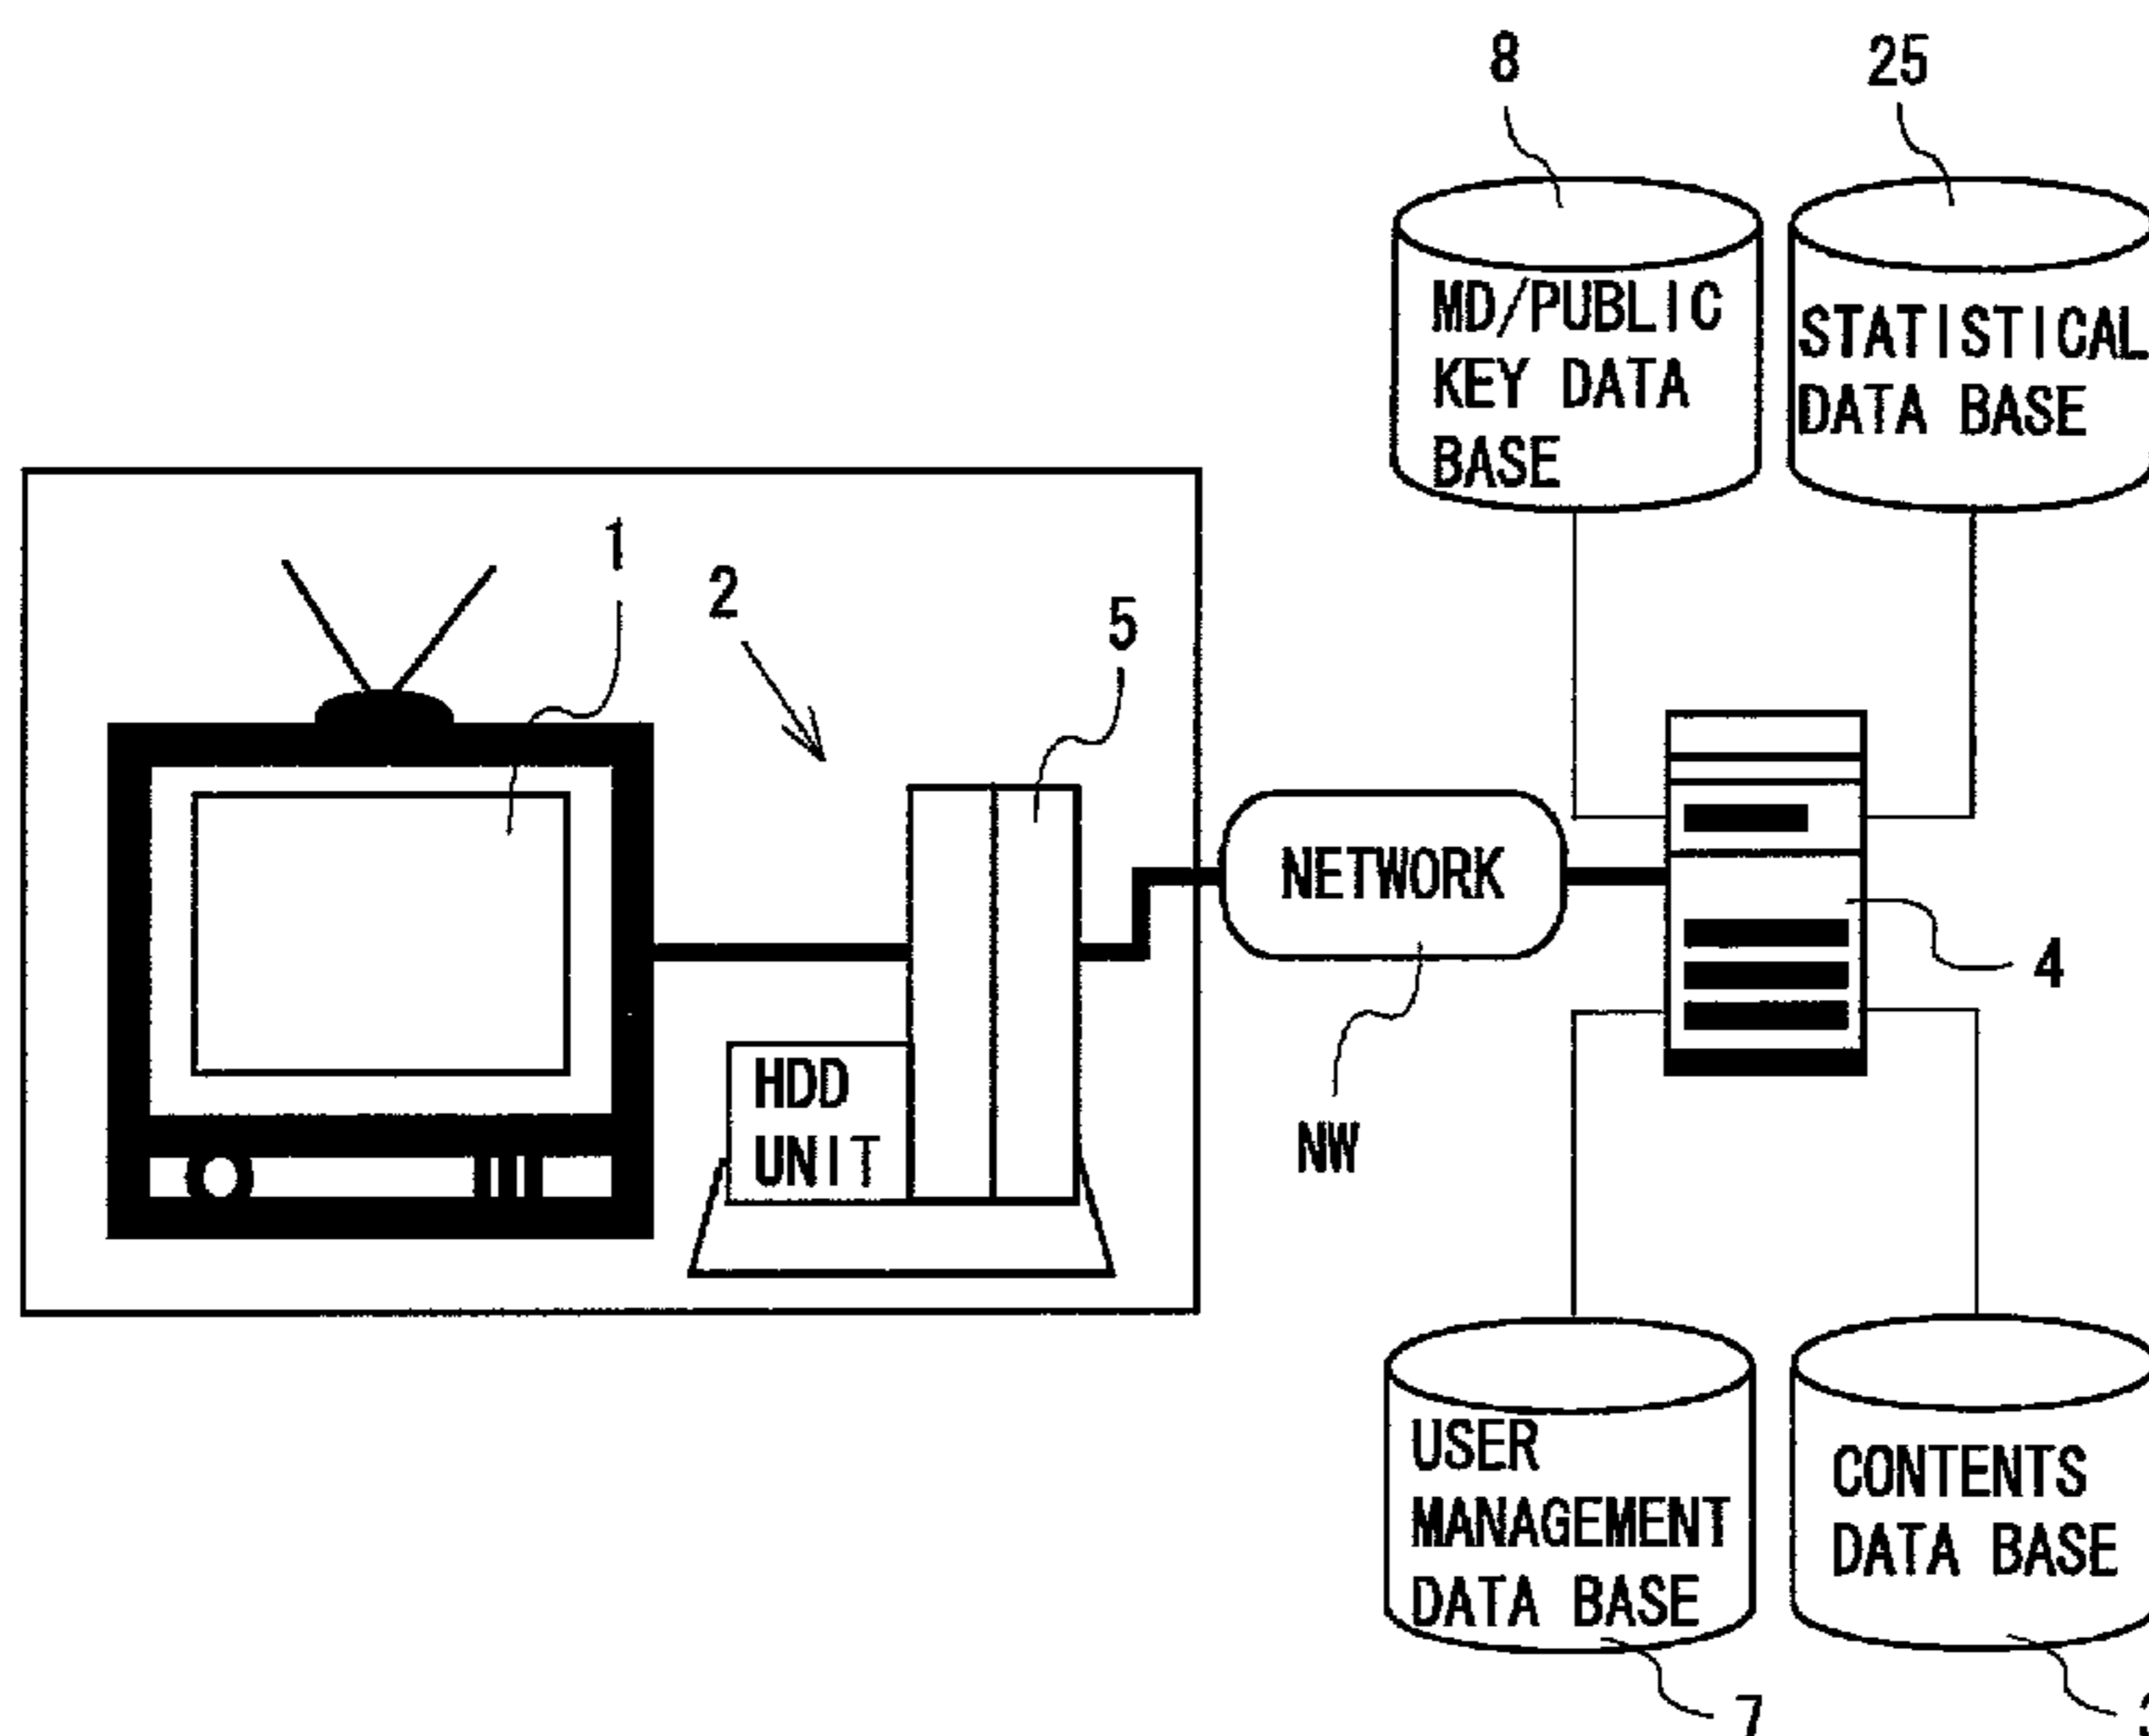 8
25
MD/PUBLIC
KEY DATA
BASE
STATISTICAL
DATA BASE
1
2
5
NETWORK
4
HDD
UNIT
NW
USER
MANAGEMENT
DATA BASE
CONTENTS
DATA BASE
7